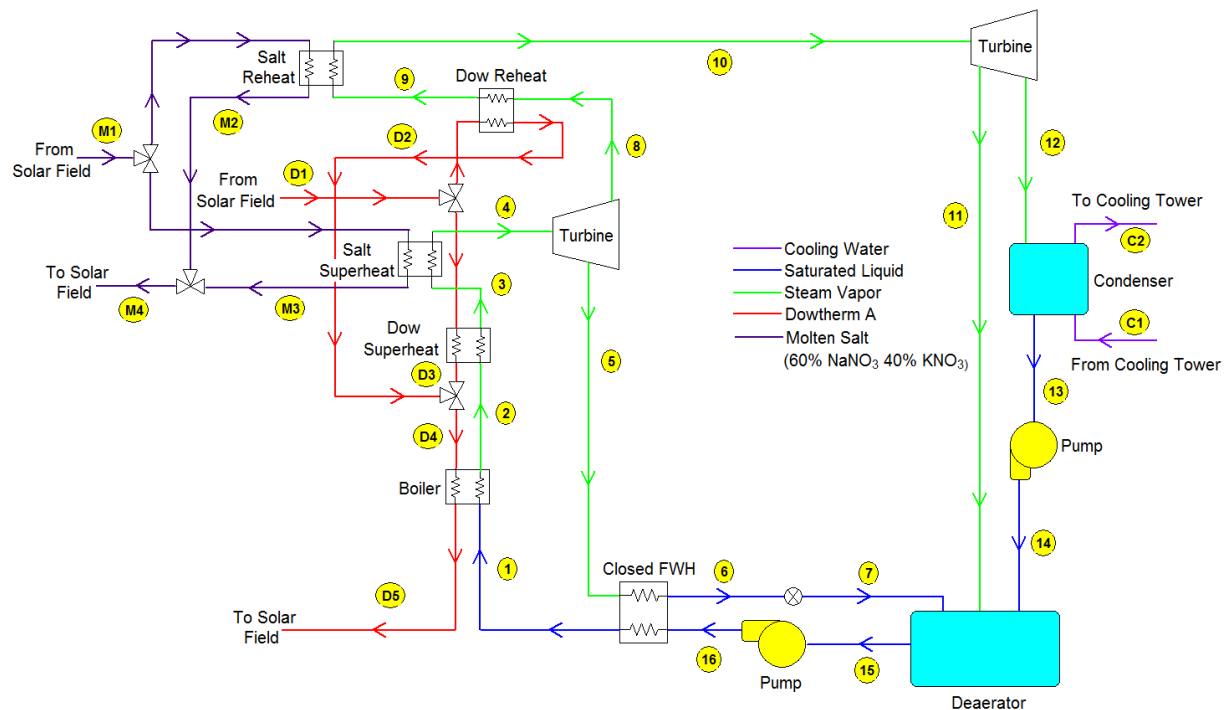 Salt
Reheat
10
Turbine
9
Dow Reheat
M1
M2
From
Solar Field
D2
8
12
D1
From
Solar Field
4
Turbine
11
To Cooling Tower
C2
Salt
Superheat
3
To Solar
Field
M4
M3
Cooling Water
Saturated Liquid
Steam Vapor
Dowtherm A
Molten Salt
(60% NaNO₃ 40% KNO₃)
Condenser
C1
From Cooling Tower
Dow
Superheat
5
D3
2
13
D4
Pump
Boiler
14
1
Closed FWH
6
7
D5
To Solar
Field
16
Pump
15
Deaerator